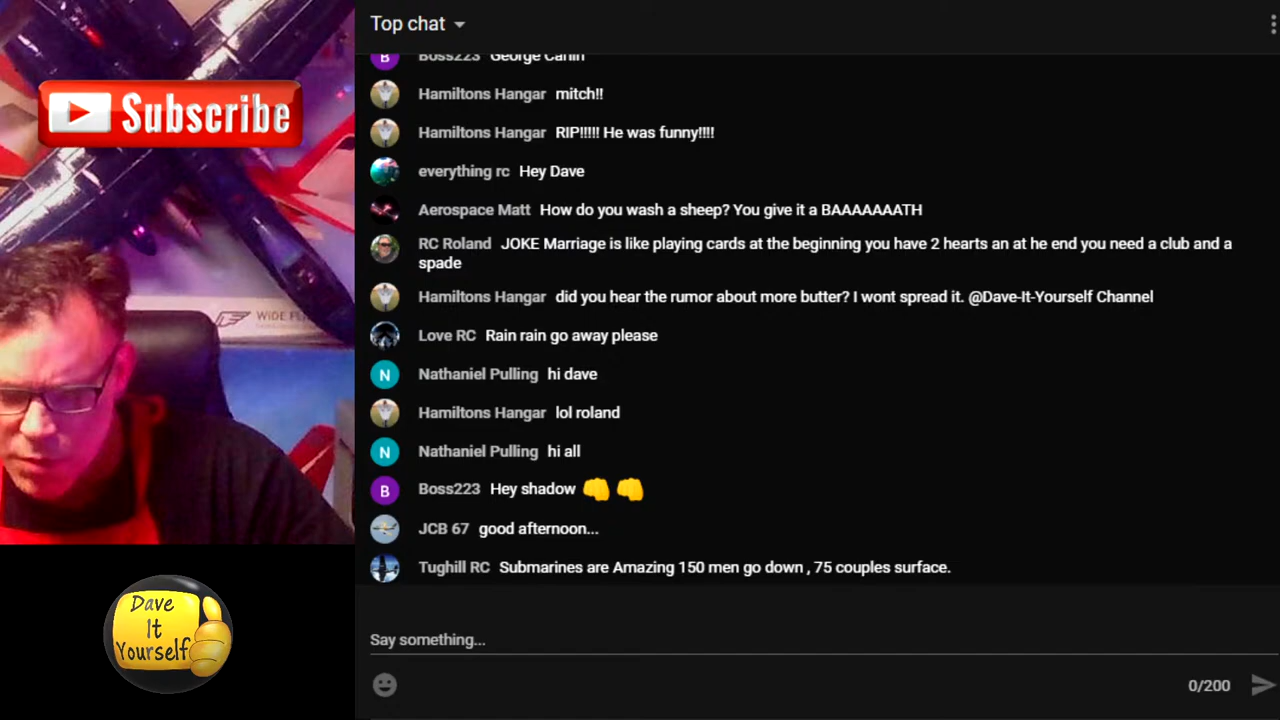 Subscribe
WIDE
Dave
It
Yourself
Top chat
Boss223 George Carlin
Hamiltons Hangar mitch!!
Hamiltons Hangar RIP!!!!! He was funny!!!!
everything rc Hey Dave
Aerospace Matt How do you wash a sheep? You give it a BAAAAAAATH
RC Roland JOKE Marriage is like playing cards at the beginning you have 2 hearts an at he end you need a club and a
spade
Hamiltons Hangar did you hear the rumor about more butter? I wont spread it. @Dave-It-Yourself Channel
Love RC Rain rain go away please
N Nathaniel Pulling hi dave
Hamiltons Hangar lol roland
N Nathaniel Pulling hi all
B Boss223 Hey shadow 👊 👊
JCB 67 good afternoon...
Tughill RC Submarines are Amazing 150 men go down , 75 couples surface.
Say something...
0/200